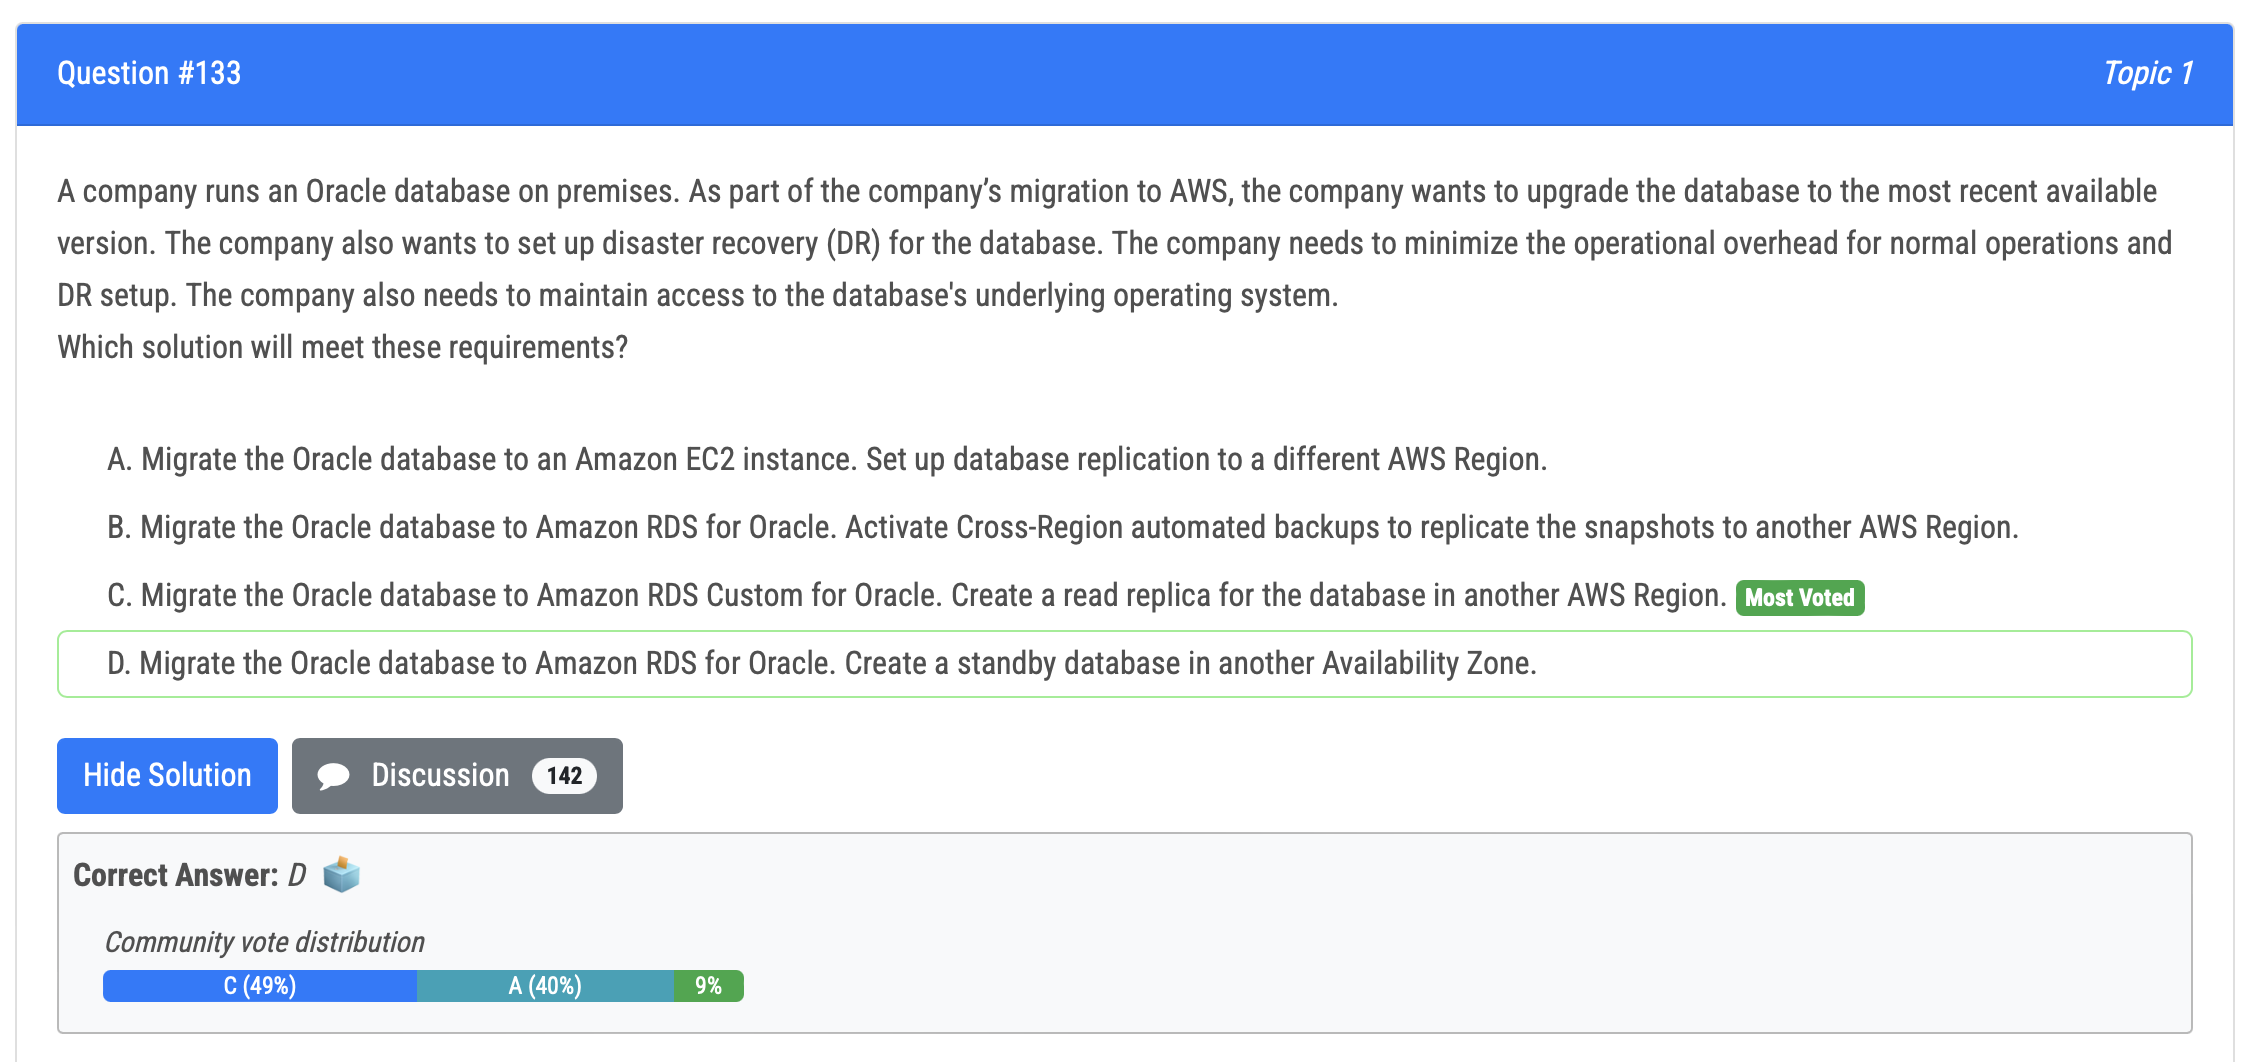 Question #133
Topic 1
A company runs an Oracle database on premises. As part of the company’s migration to AWS, the company wants to upgrade the database to the most recent available
version. The company also wants to set up disaster recovery (DR) for the database. The company needs to minimize the operational overhead for normal operations and
DR setup. The company also needs to maintain access to the database's underlying operating system.
Which solution will meet these requirements?
A. Migrate the Oracle database to an Amazon EC2 instance. Set up database replication to a different AWS Region.
B. Migrate the Oracle database to Amazon RDS for Oracle. Activate Cross-Region automated backups to replicate the snapshots to another AWS Region.
C. Migrate the Oracle database to Amazon RDS Custom for Oracle. Create a read replica for the database in another AWS Region. Most Voted
D. Migrate the Oracle database to Amazon RDS for Oracle. Create a standby database in another Availability Zone.
Hide Solution
Discussion 142
Correct Answer: D
Community vote distribution
C (49%) A (40%) 9%